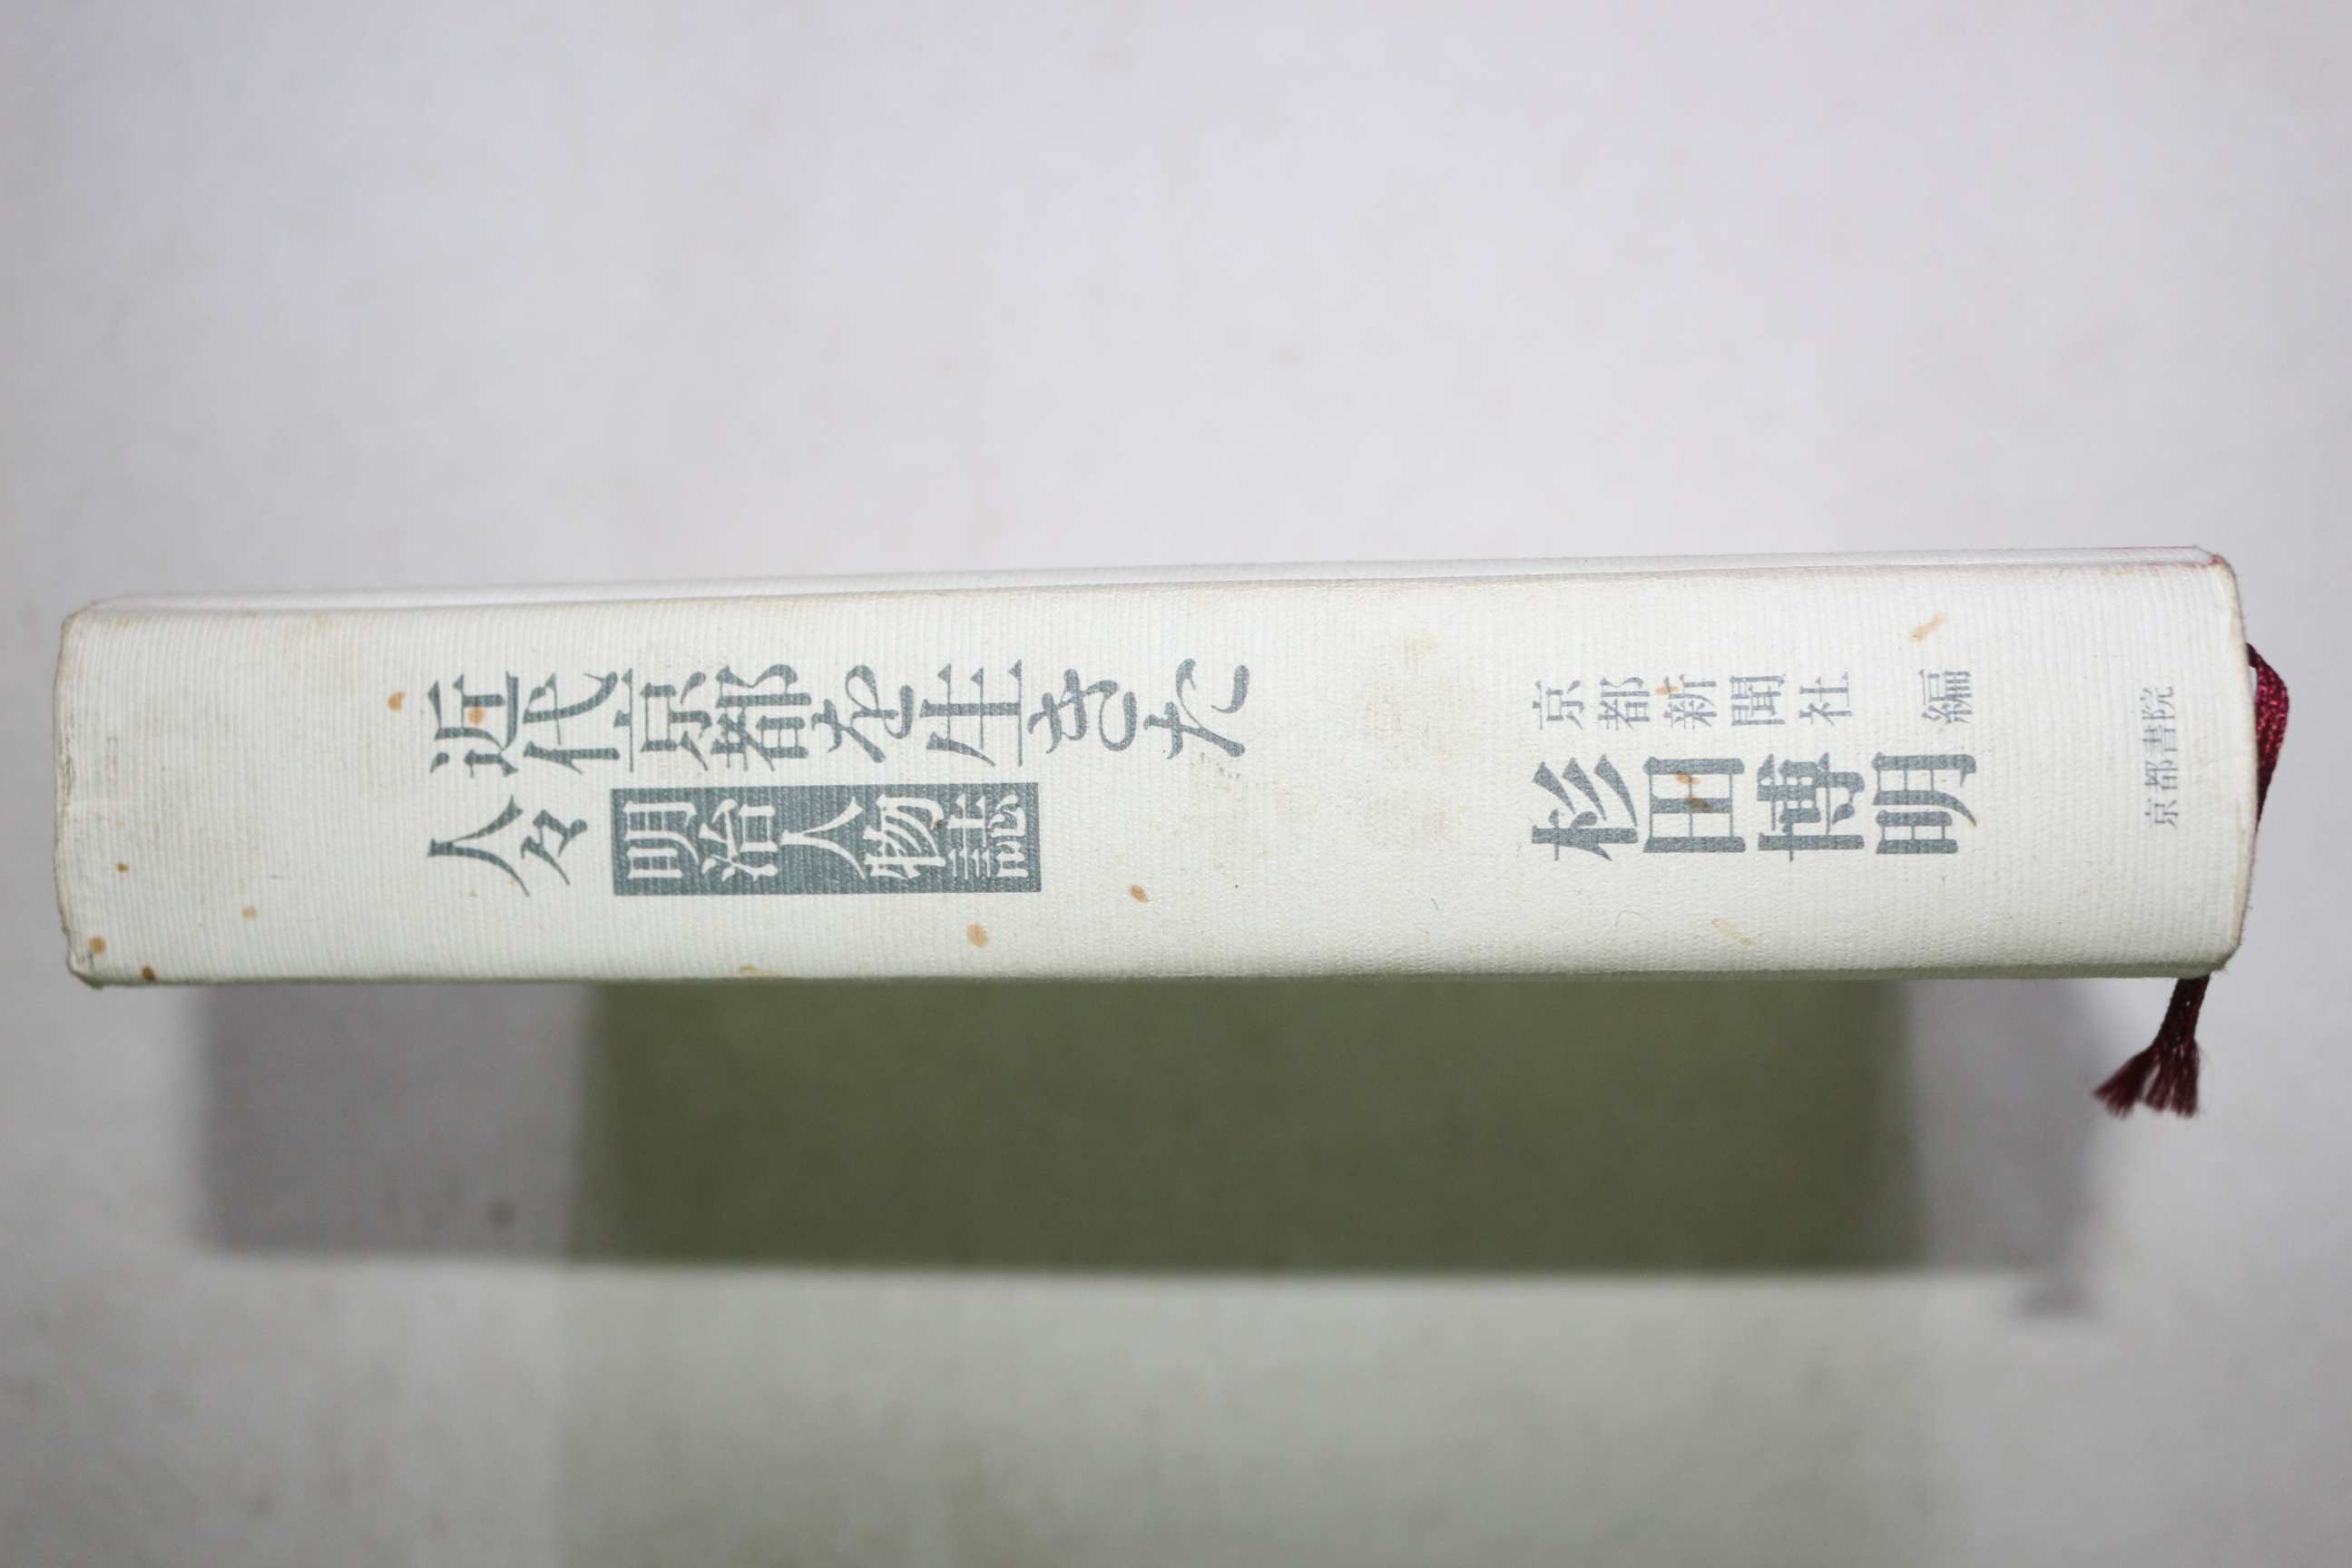 近代京都を生きた
人々
明治人物誌
京都新聞社 編
杉田博明
京都書院